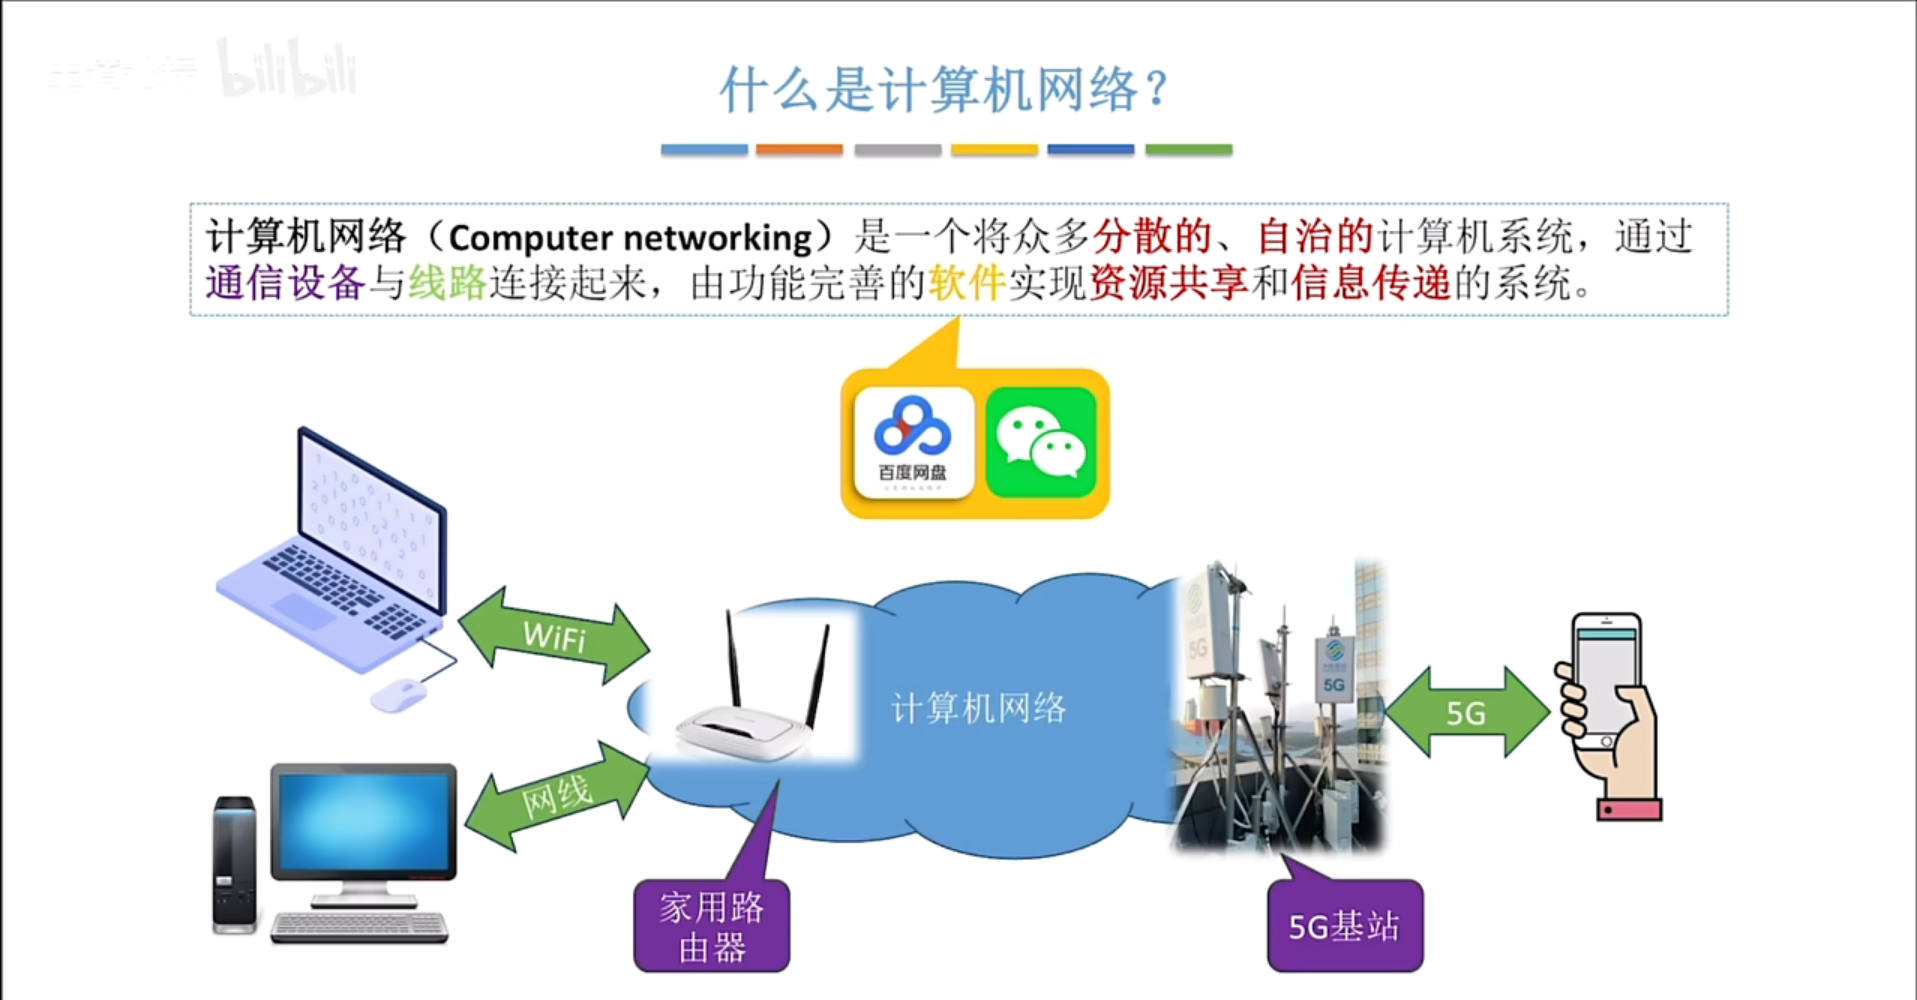 bilibili
什么是计算机网络？
计算机网络（Computer networking）是一个将众多分散的、自治的计算机系统，通过
通信设备与线路连接起来，由功能完善的软件实现资源共享和信息传递的系统。
百度网盘
WiFi
计算机网络
5G
5G
5G
网线
家用路
由器
5G基站